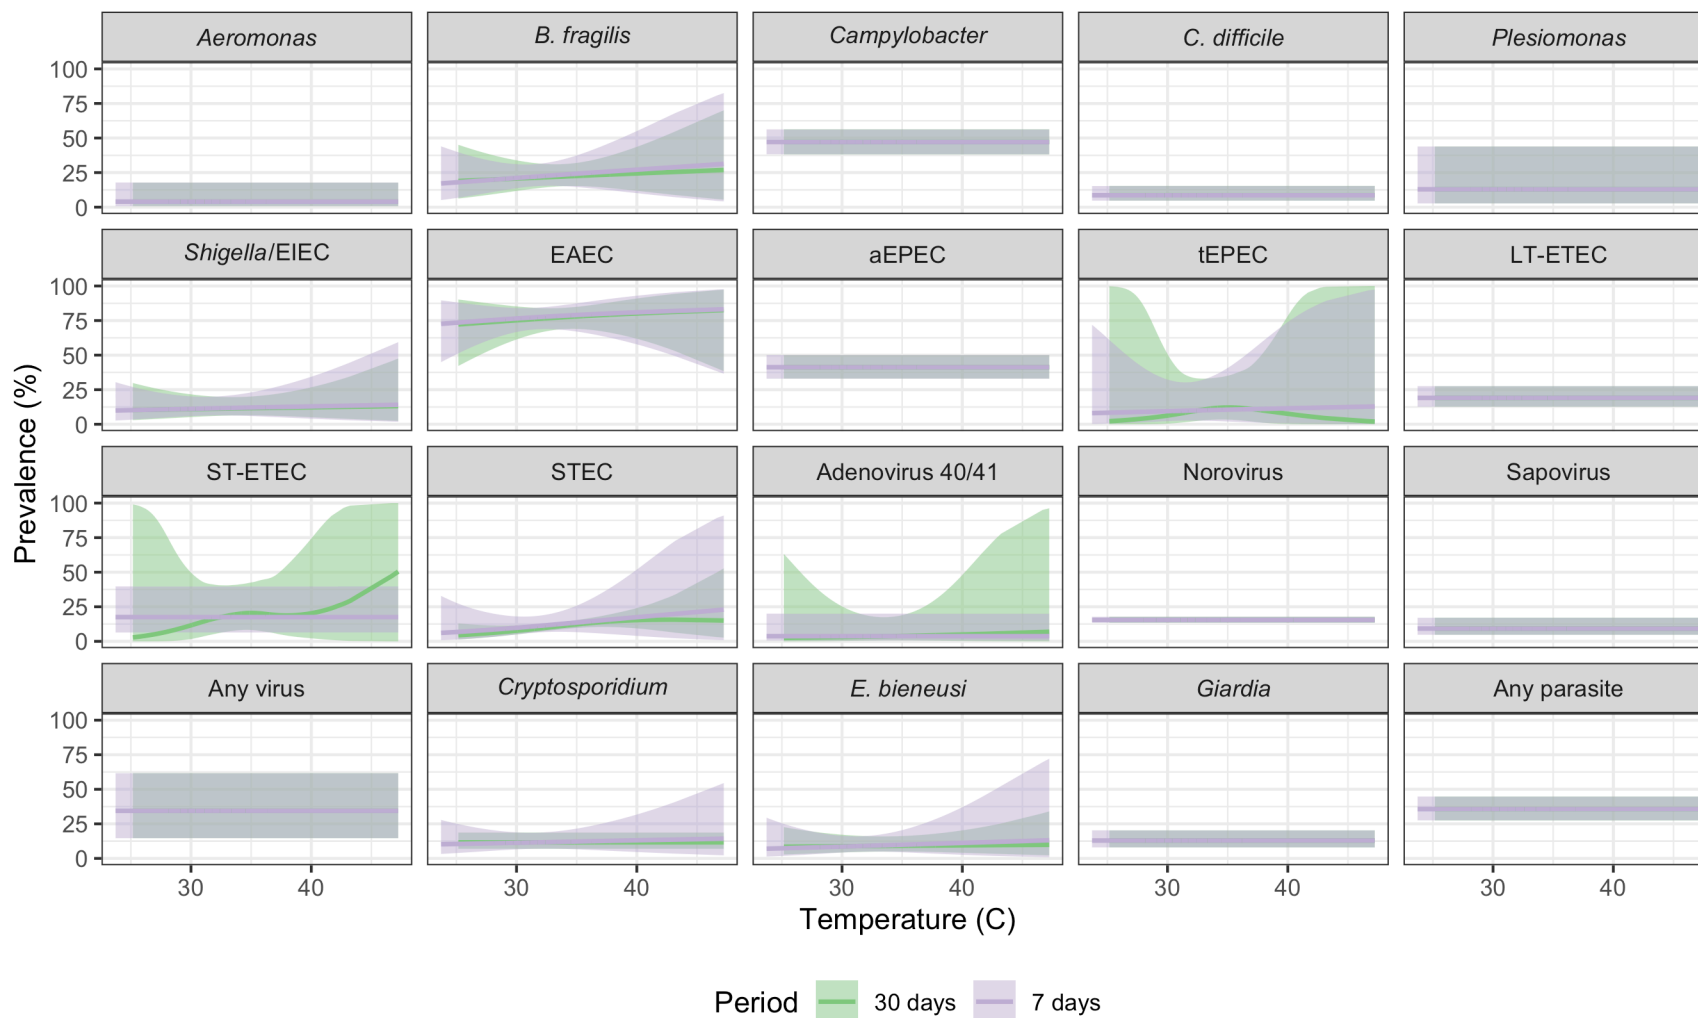 Aeromonas B. fragilis Campylobacter C. difficile Plesiomonas
100
75
50
25
0
Shigella/EIEC EAEC aEPEC tEPEC LT-ETEC
100
75
50
25
0
ST-ETEC STEC Adenovirus 40/41 Norovirus Sapovirus
100
75
50
25
0
Any virus Cryptosporidium E. bieneusi Giardia Any parasite
100
75
50
25
0
30 40 30 40 30 40 30 40 30 40
Prevalence (%)
Temperature (C)
Period 30 days 7 days